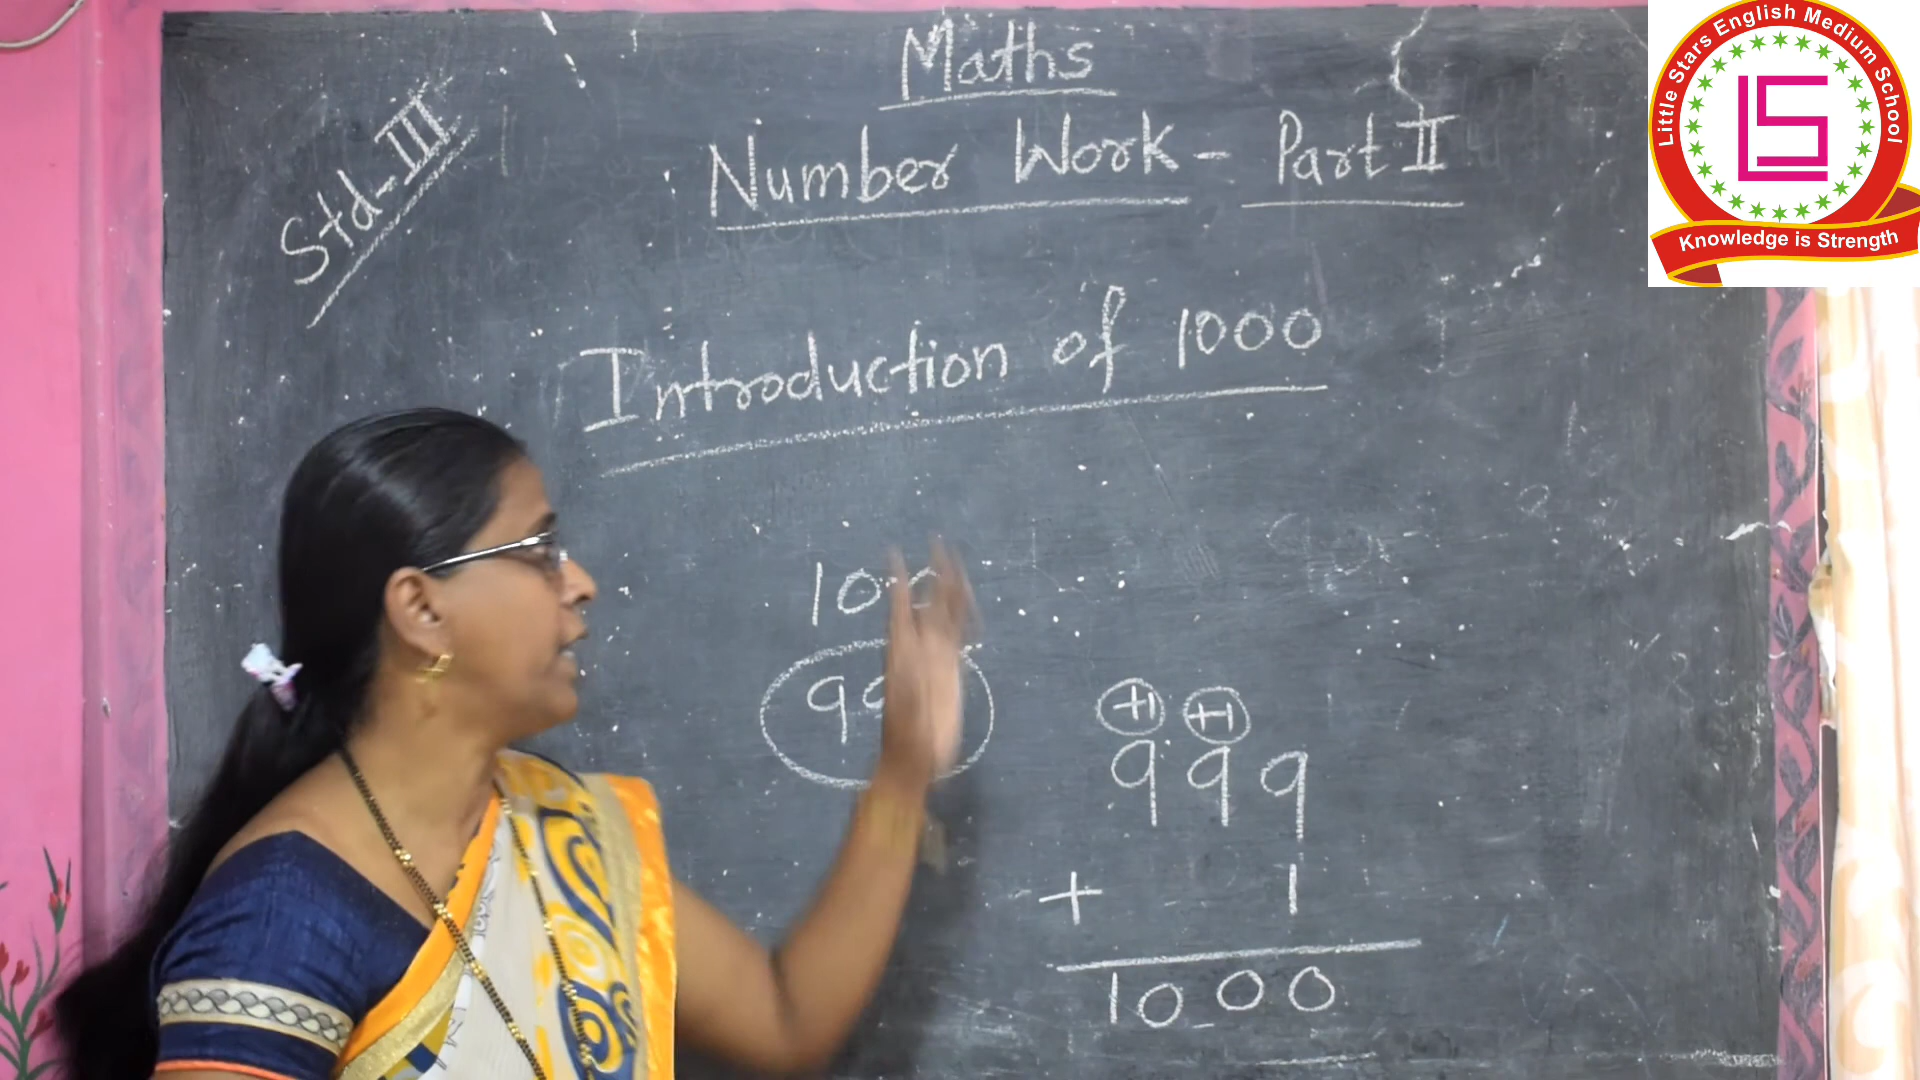 Maths
Std-III
Number Work - Part II
Introduction of 1000
+1 +1
999
+ 1
1000
Little Stars English Medium School
LS
Knowledge is Strength